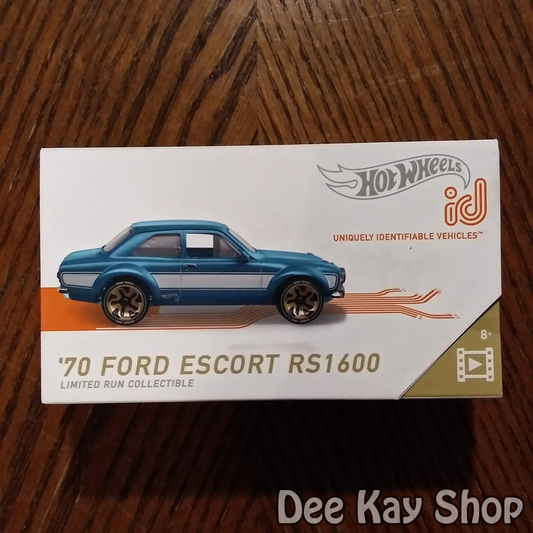 HOT WHEELS
id
UNIQUELY IDENTIFIABLE VEHICLES™
'70 FORD ESCORT RS1600
LIMITED RUN COLLECTIBLE
8+
Dee Kay Shop